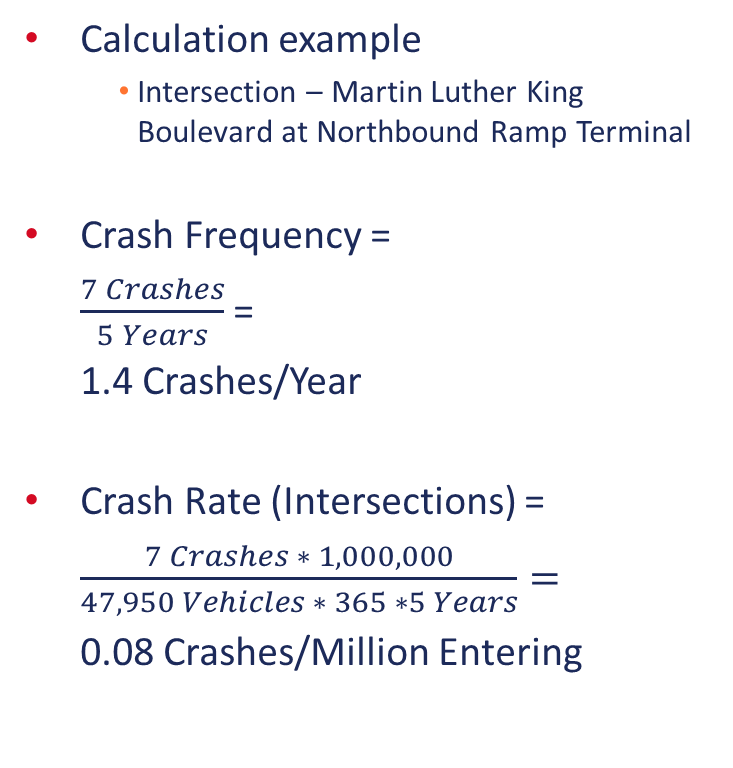 • Calculation example
• Intersection – Martin Luther King
Boulevard at Northbound Ramp Terminal
• Crash Frequency =
7 Crashes
5 Years
=
1.4 Crashes/Year
• Crash Rate (Intersections) =
7 Crashes * 1,000,000
47,950 Vehicles * 365 *5 Years
=
0.08 Crashes/Million Entering